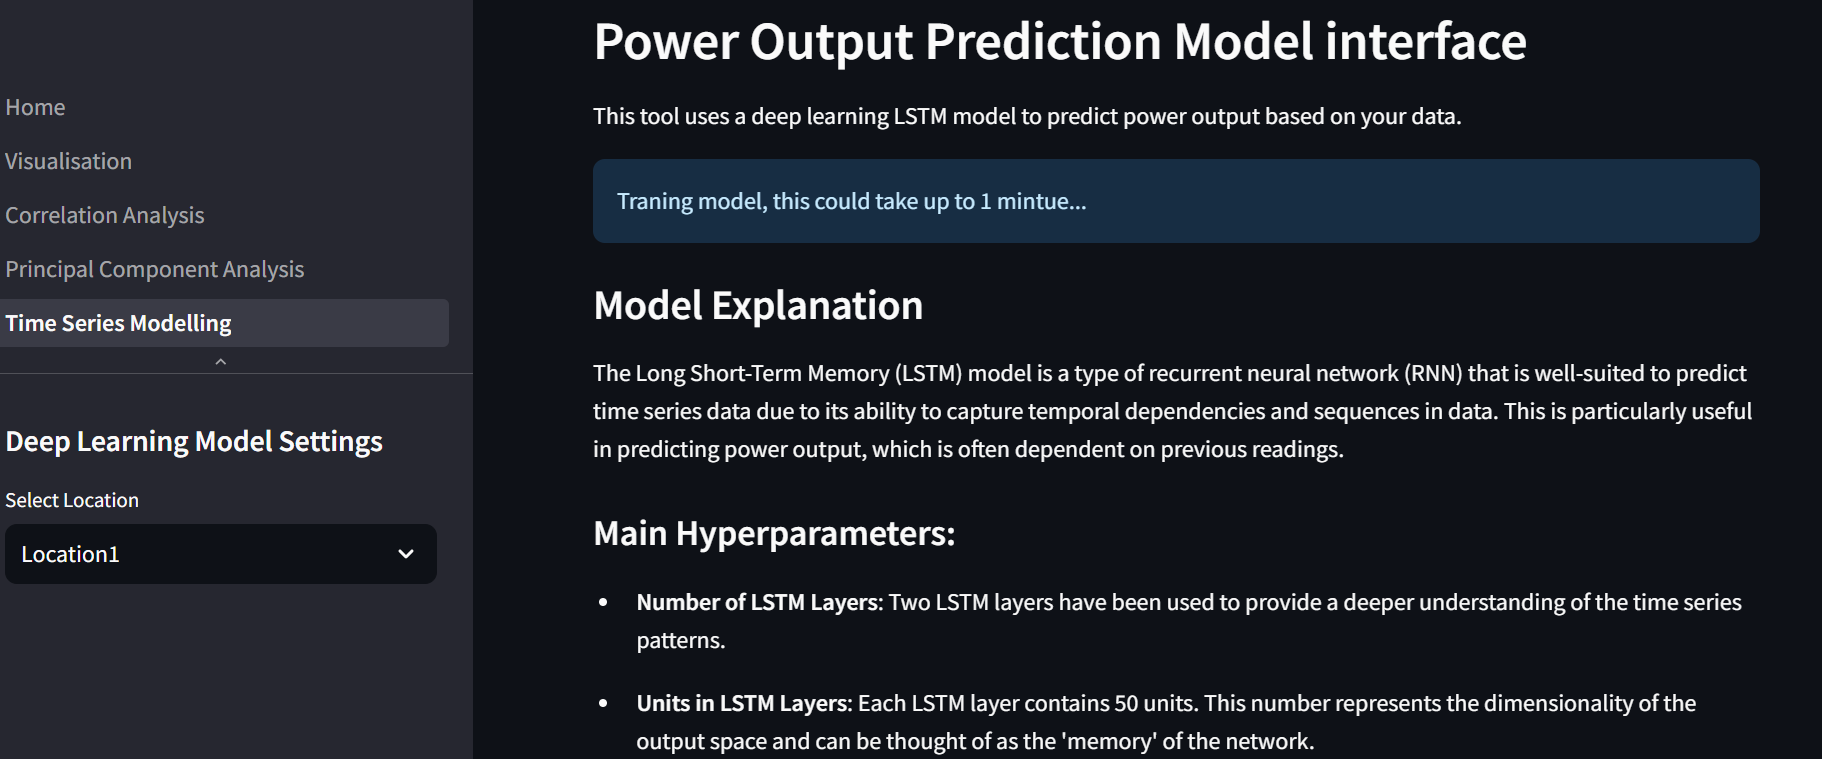 Home
Visualisation
Correlation Analysis
Principal Component Analysis
Time Series Modelling
Deep Learning Model Settings
Select Location
Location1
Power Output Prediction Model interface
This tool uses a deep learning LSTM model to predict power output based on your data.
Traning model, this could take up to 1 mintue...
Model Explanation
The Long Short-Term Memory (LSTM) model is a type of recurrent neural network (RNN) that is well-suited to predict
time series data due to its ability to capture temporal dependencies and sequences in data. This is particularly useful
in predicting power output, which is often dependent on previous readings.
Main Hyperparameters:
• Number of LSTM Layers: Two LSTM layers have been used to provide a deeper understanding of the time series
patterns.
• Units in LSTM Layers: Each LSTM layer contains 50 units. This number represents the dimensionality of the
output space and can be thought of as the 'memory' of the network.